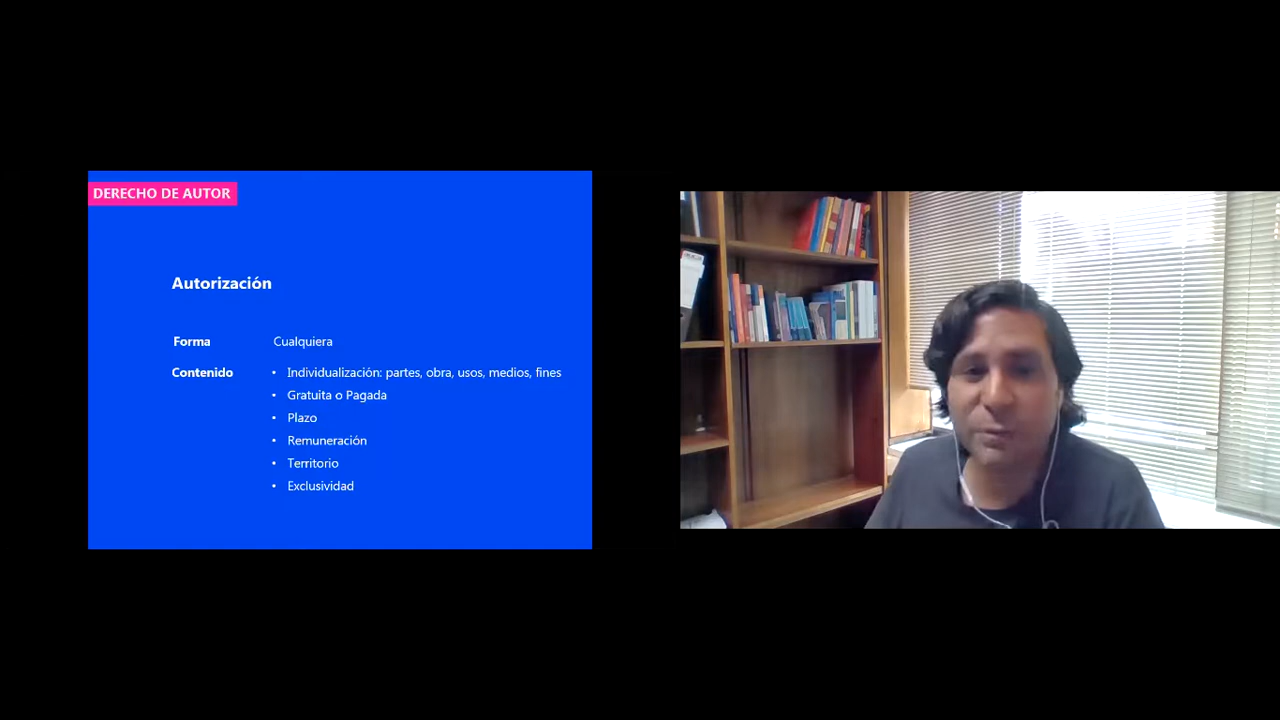 DERECHO DE AUTOR
Autorización
Forma Cualquiera
Contenido • Individualización: partes, obra, usos, medios, fines
• Gratuita o Pagada
• Plazo
• Remuneración
• Territorio
• Exclusividad